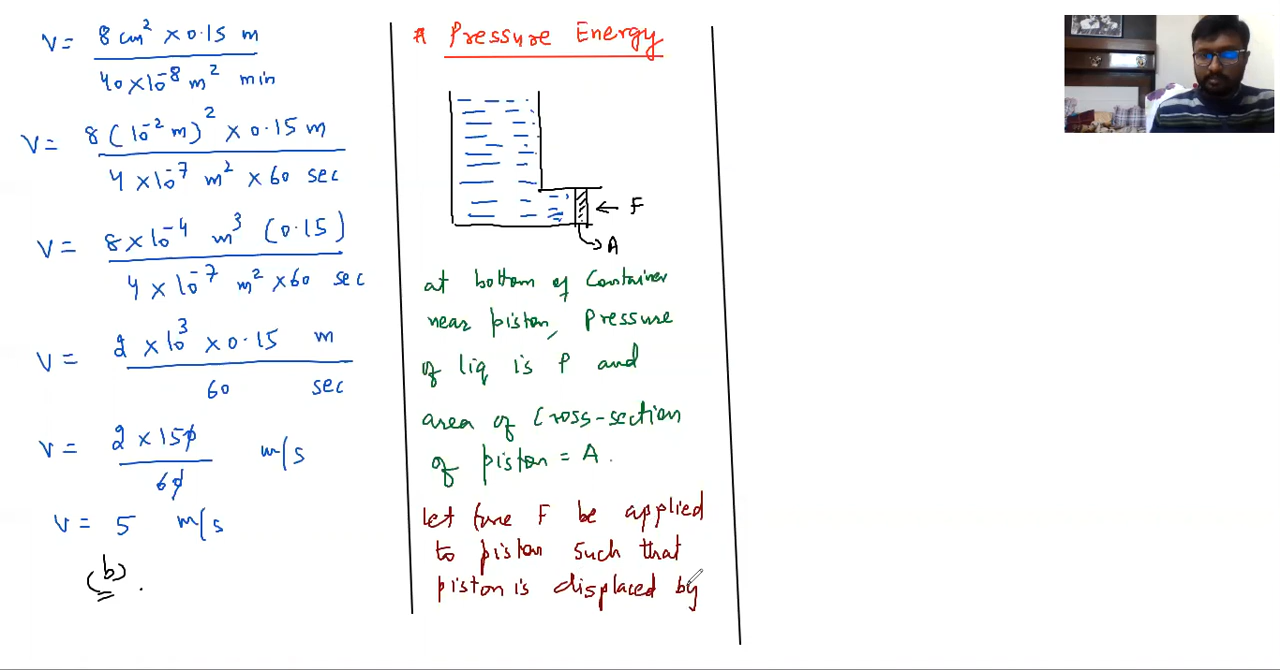 V = 8 cm² × 0.15 m / 40 × 10⁻⁸ m² min
V = 8 (10⁻² m)² × 0.15 m / 4 × 10⁻⁷ m² × 60 sec
V = 8 × 10⁻⁴ m³ (0.15) / 4 × 10⁻⁷ m² × 60 sec
V = 2 × 10³ × 0.15 m / 60 sec
V = 2 × 150 / 60 m/s
V = 5 m/s
(b).
* Pressure Energy
F
A
at bottom of Container
near piston, Pressure
of liq is P and
area of Cross-section
of piston = A.
Let force F be applied
to piston such that
piston is displaced by